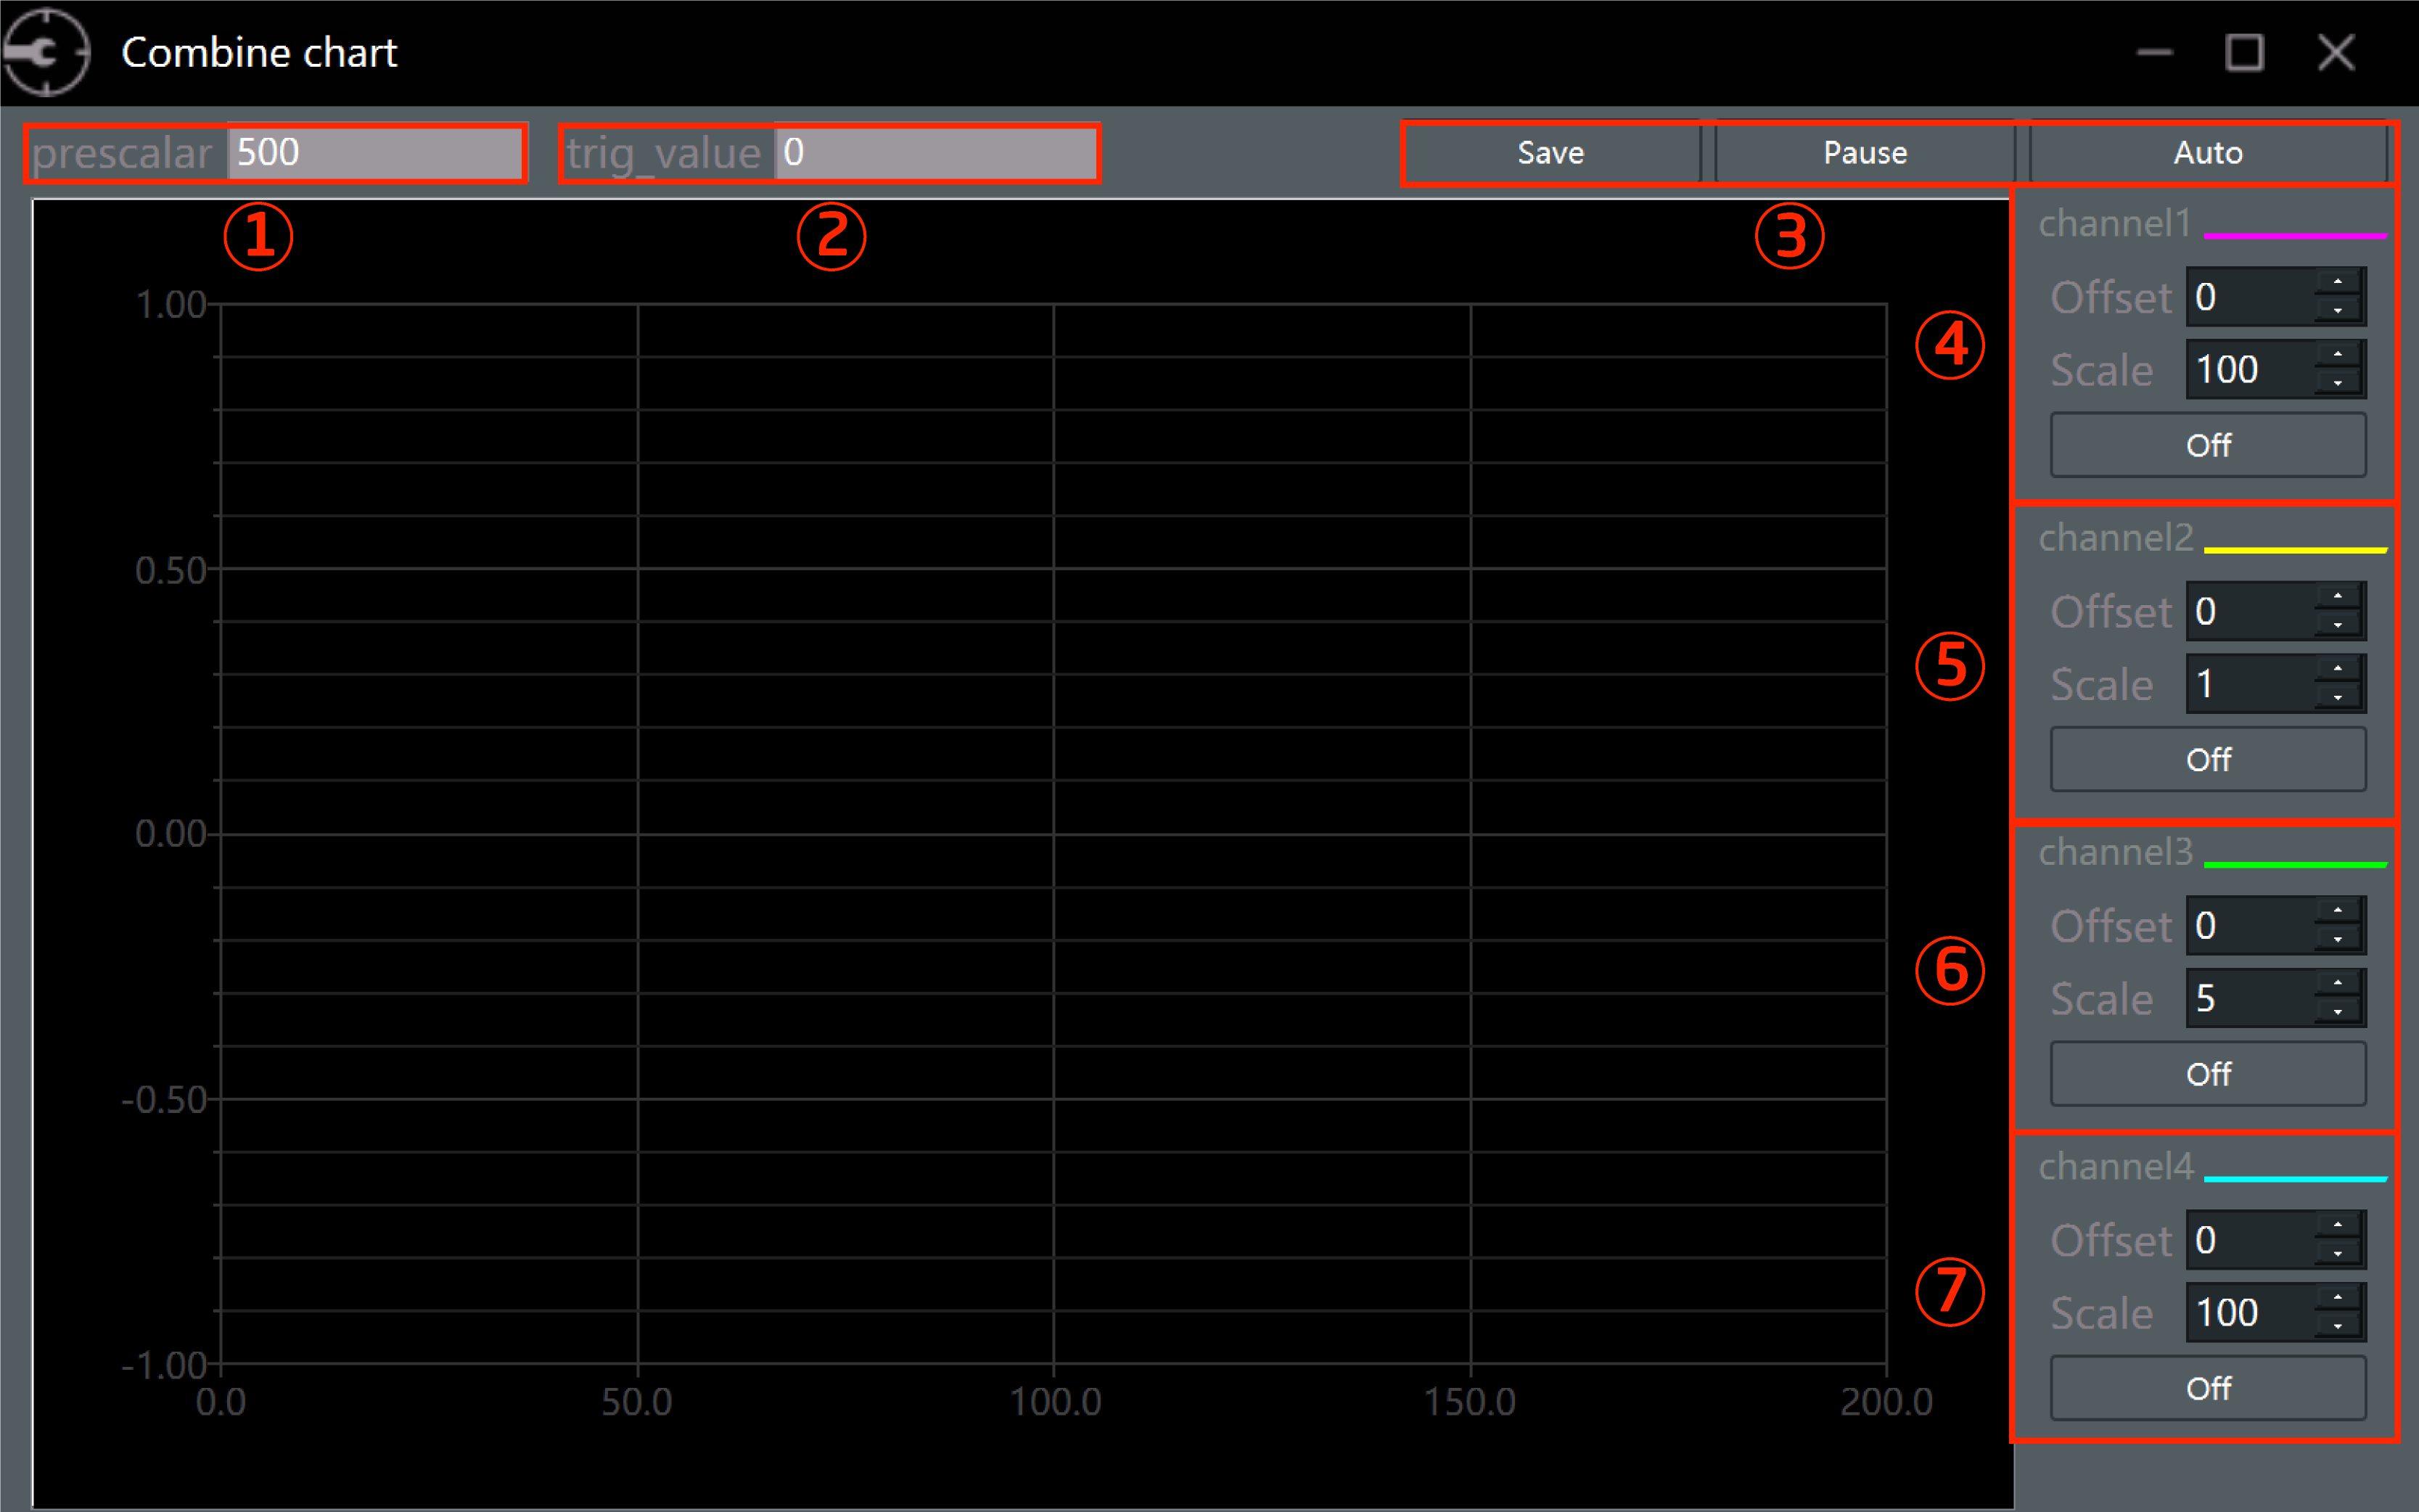 Combine chart
prescalar 500 trig_value 0 Save Pause Auto
① ② ③
④ ⑤ ⑥ ⑦
1.00
0.50
0.00
-0.50
-1.00
0.0 50.0 100.0 150.0 200.0
channel1
Offset 0
Scale 100
Off
channel2
Offset 0
Scale 1
Off
channel3
Offset 0
Scale 5
Off
channel4
Offset 0
Scale 100
Off